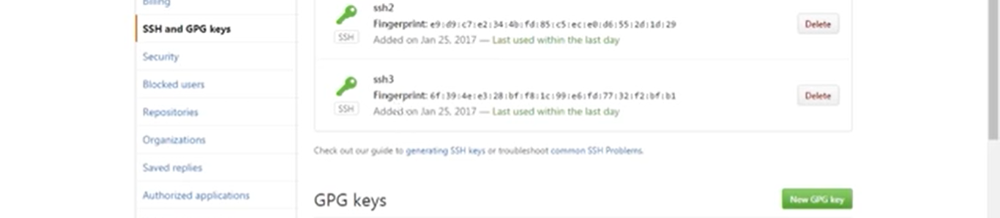 Billing
SSH and GPG keys
Security
Blocked users
Repositories
Organizations
Saved replies
Authorized applications
ssh2
Fingerprint: e9:d9:c7:e2:34:4b:fd:85:c5:ec:e0:d6:55:2d:1d:29
SSH
Added on Jan 25, 2017 — Last used within the last day
Delete
ssh3
Fingerprint: 6f:39:4e:e3:28:bf:f8:1c:99:e6:fd:77:32:f2:bf:b1
SSH
Added on Jan 25, 2017 — Last used within the last day
Delete
Check out our guide to generating SSH keys or troubleshoot common SSH Problems.
GPG keys
New GPG key